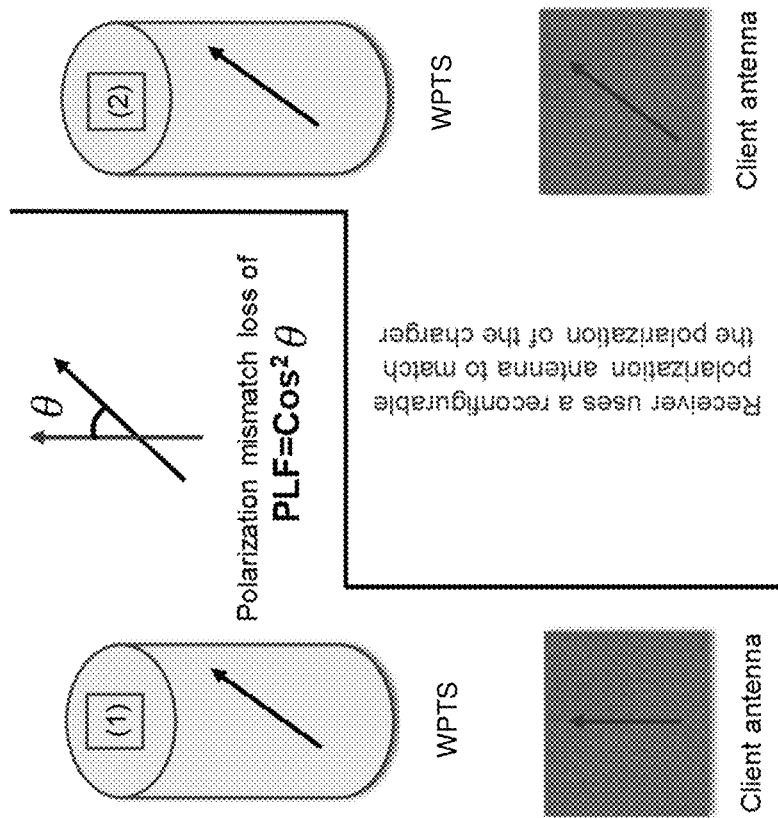 (1)
WPTS
Client antenna
θ
Polarization mismatch loss of
PLF=Cos² θ
Receiver uses a reconfigurable
polarization antenna to match
the polarization of the charger
(2)
WPTS
Client antenna